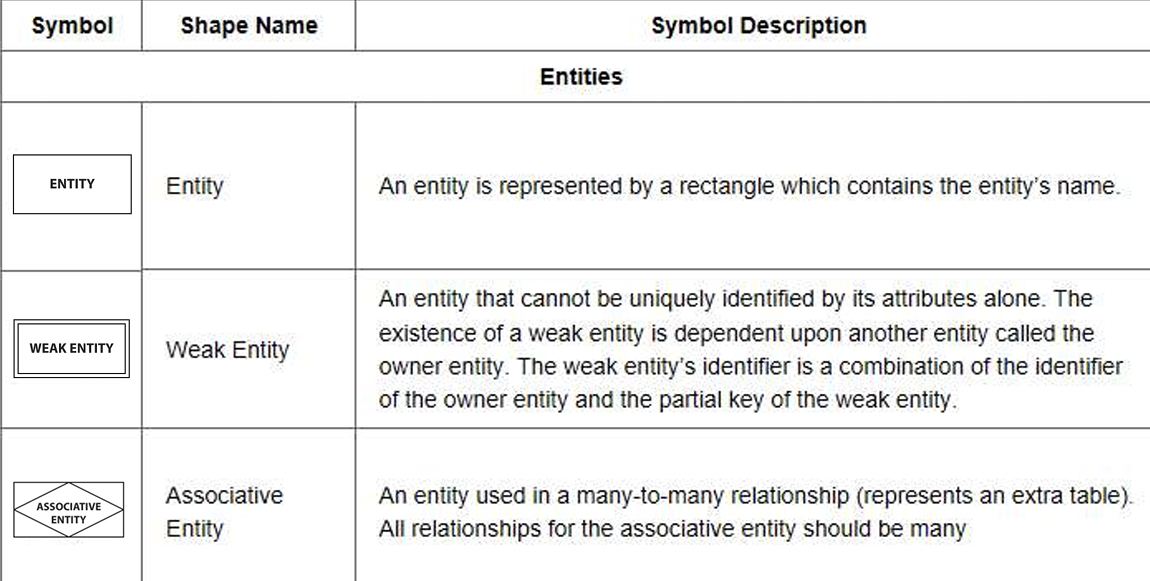 Symbol Shape Name Symbol Description
Entities
ENTITY Entity An entity is represented by a rectangle which contains the entity’s name.
An entity that cannot be uniquely identified by its attributes alone. The
existence of a weak entity is dependent upon another entity called the
WEAK ENTITY Weak Entity owner entity. The weak entity’s identifier is a combination of the identifier
of the owner entity and the partial key of the weak entity.
ASSOCIATIVE Associative An entity used in a many-to-many relationship (represents an extra table).
ENTITY Entity All relationships for the associative entity should be many